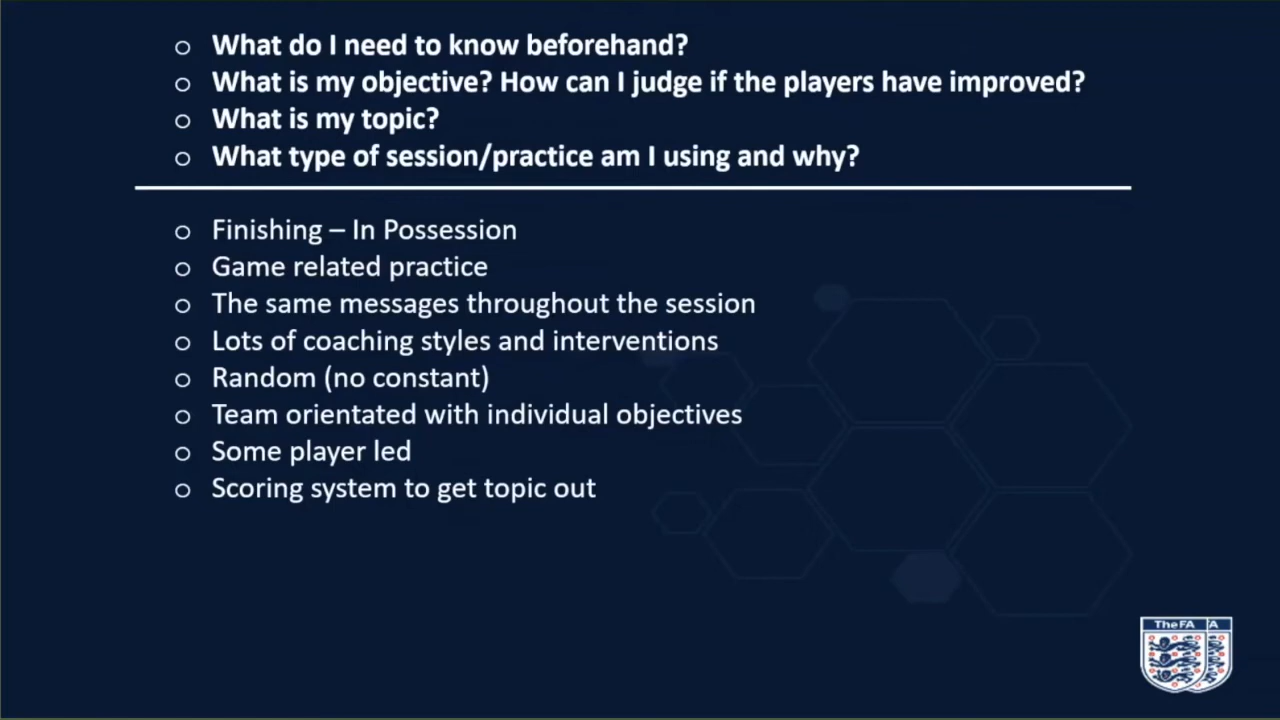 o What do I need to know beforehand?
o What is my objective? How can I judge if the players have improved?
o What is my topic?
o What type of session/practice am I using and why?
o Finishing – In Possession
o Game related practice
o The same messages throughout the session
o Lots of coaching styles and interventions
o Random (no constant)
o Team orientated with individual objectives
o Some player led
o Scoring system to get topic out
The FA A